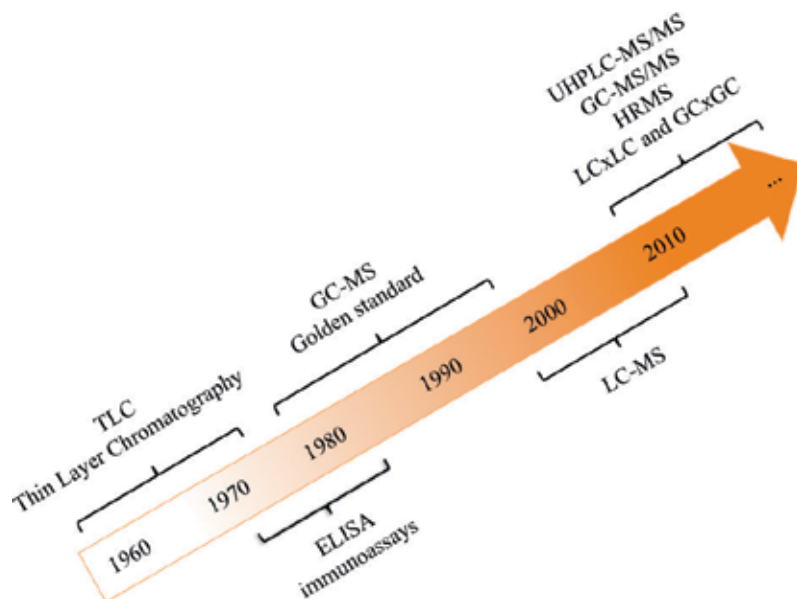 UHPLC-MS/MS
GC-MS/MS
HRMS
LCxLC and GCxGC
...
2010
GC-MS
Golden standard
2000
LC-MS
1990
TLC
Thin Layer Chromatography
1980
1970
ELISA
immunoassays
1960